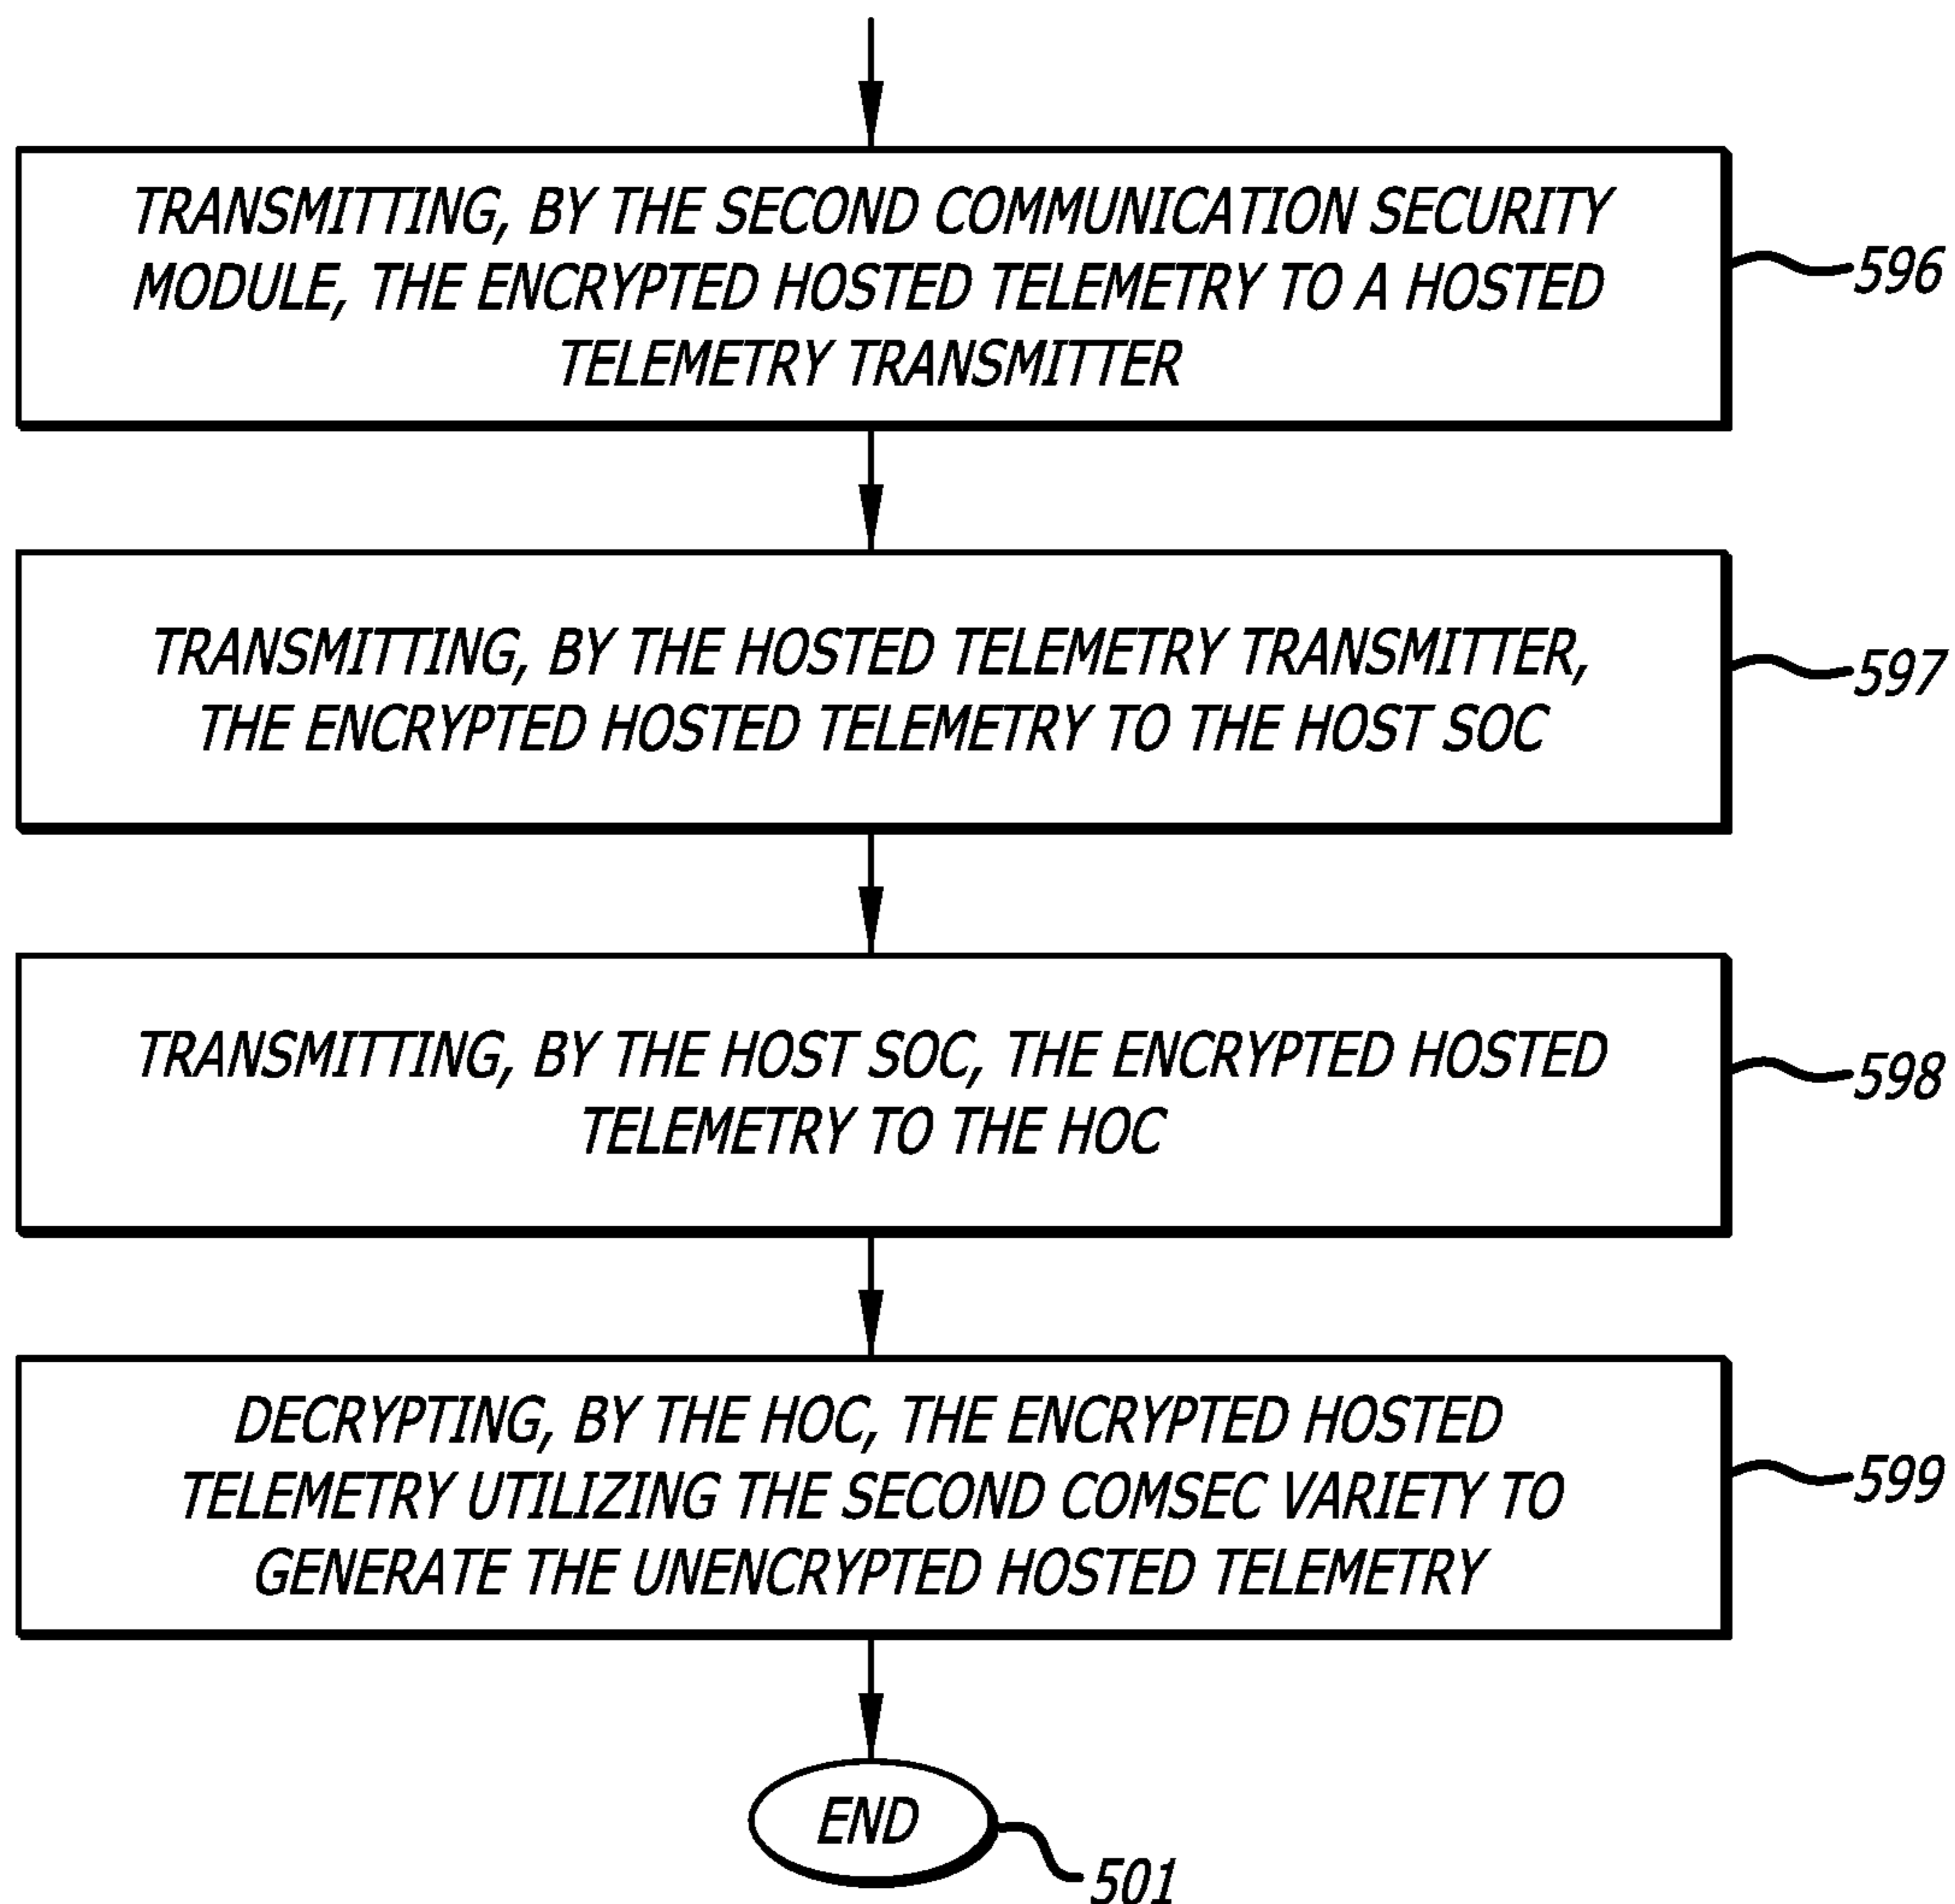 TRANSMITTING, BY THE SECOND COMMUNICATION SECURITY
MODULE, THE ENCRYPTED HOSTED TELEMETRY TO A HOSTED
TELEMETRY TRANSMITTER
596
TRANSMITTING, BY THE HOSTED TELEMETRY TRANSMITTER,
THE ENCRYPTED HOSTED TELEMETRY TO THE HOST SOC
597
TRANSMITTING, BY THE HOST SOC, THE ENCRYPTED HOSTED
TELEMETRY TO THE HOC
598
DECRYPTING, BY THE HOC, THE ENCRYPTED HOSTED
TELEMETRY UTILIZING THE SECOND COMSEC VARIETY TO
GENERATE THE UNENCRYPTED HOSTED TELEMETRY
599
END
501